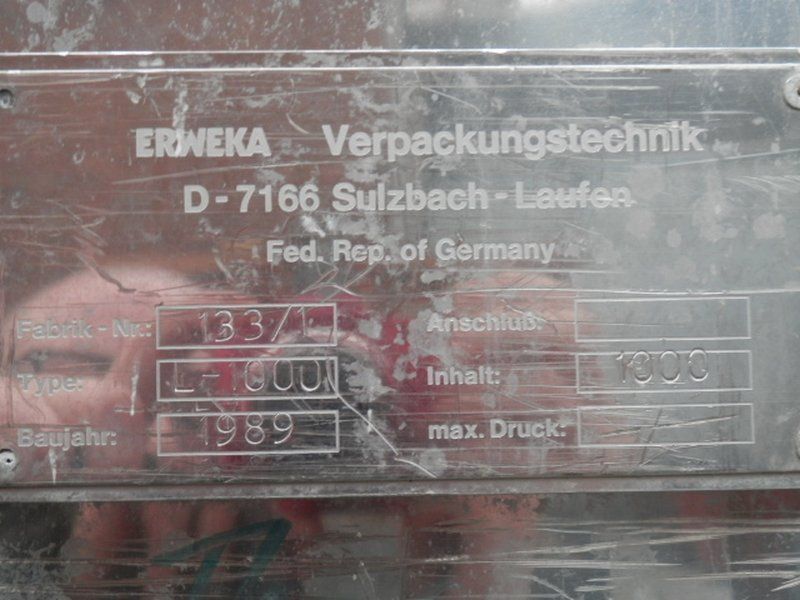 ERWEKA Verpackungstechnik
D-7166 Sulzbach-Laufen
Fed. Rep. of Germany
Fabrik-Nr.: 133/1 Anschluß:
Type: L-1000 Inhalt: 1000
Baujahr: 1989 max. Druck: